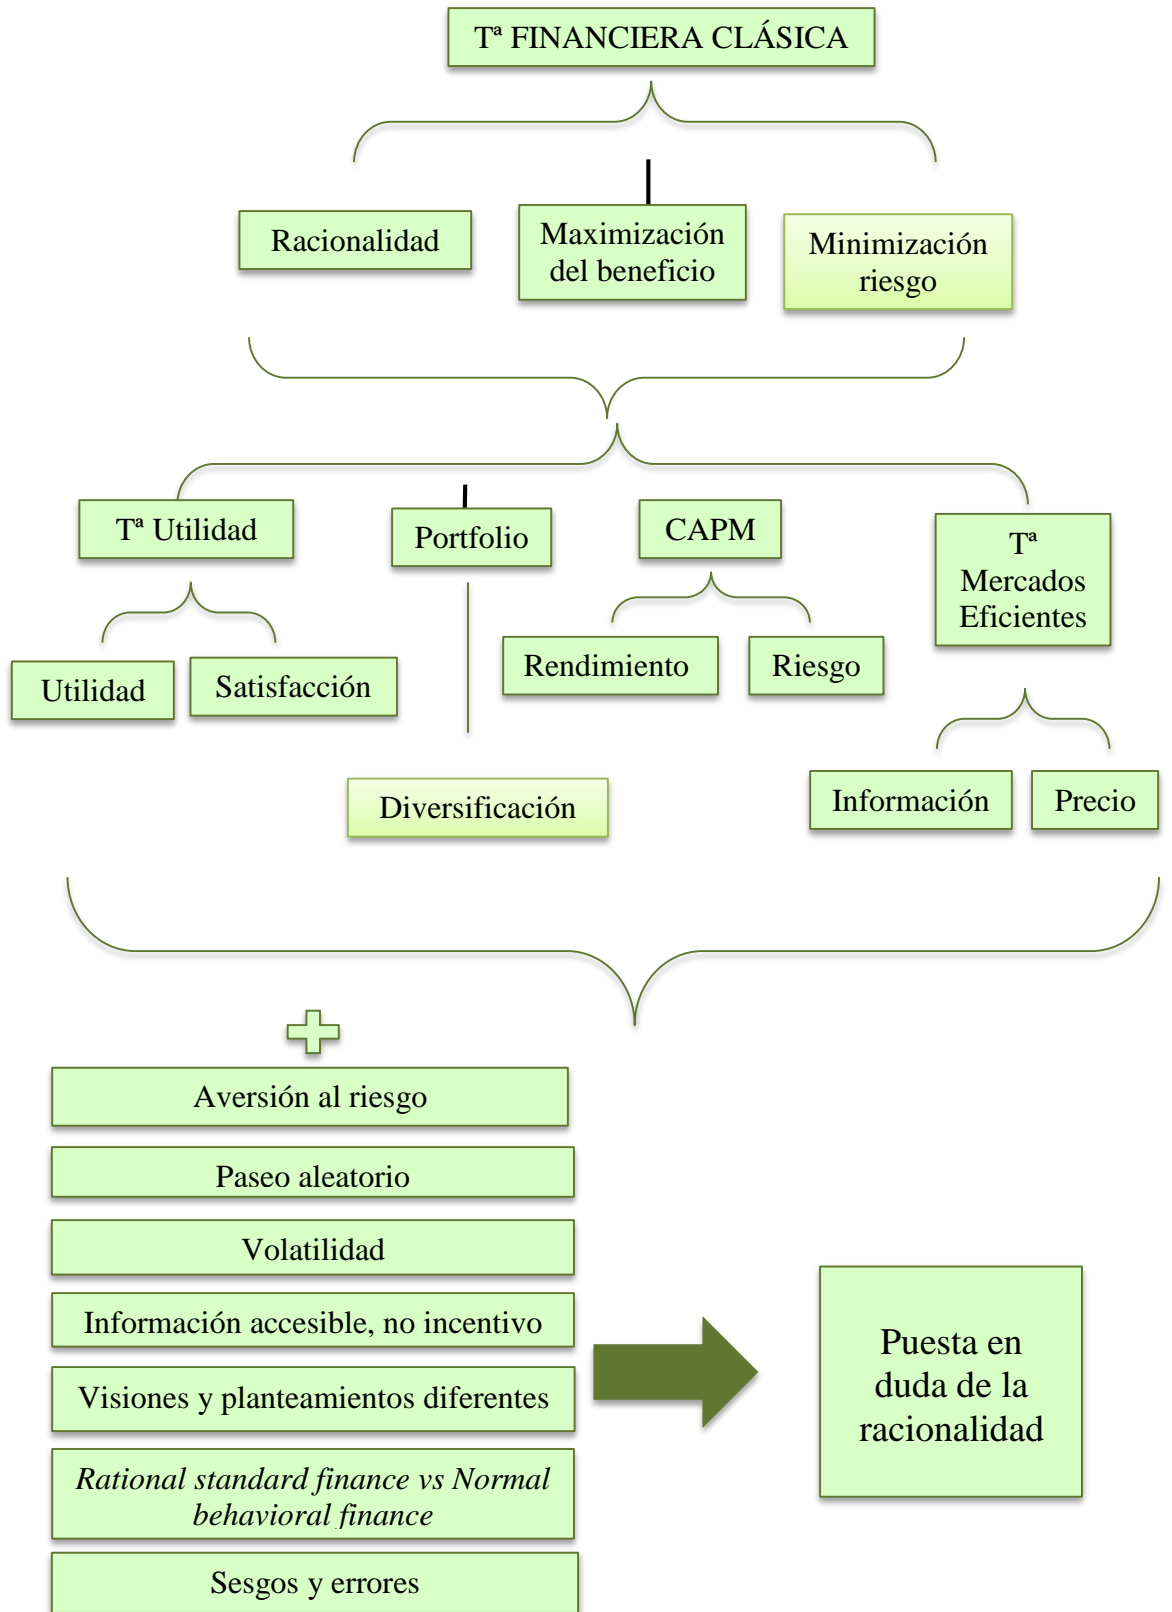 Tª FINANCIERA CLÁSICA
Racionalidad
Maximización
del beneficio
Minimización
riesgo
Tª Utilidad
Portfolio
CAPM
Tª
Mercados
Eficientes
Utilidad
Satisfacción
Rendimiento
Riesgo
Diversificación
Información
Precio
Aversión al riesgo
Paseo aleatorio
Volatilidad
Información accesible, no incentivo
Visiones y planteamientos diferentes
Rational standard finance vs Normal
behavioral finance
Sesgos y errores
Puesta en
duda de la
racionalidad